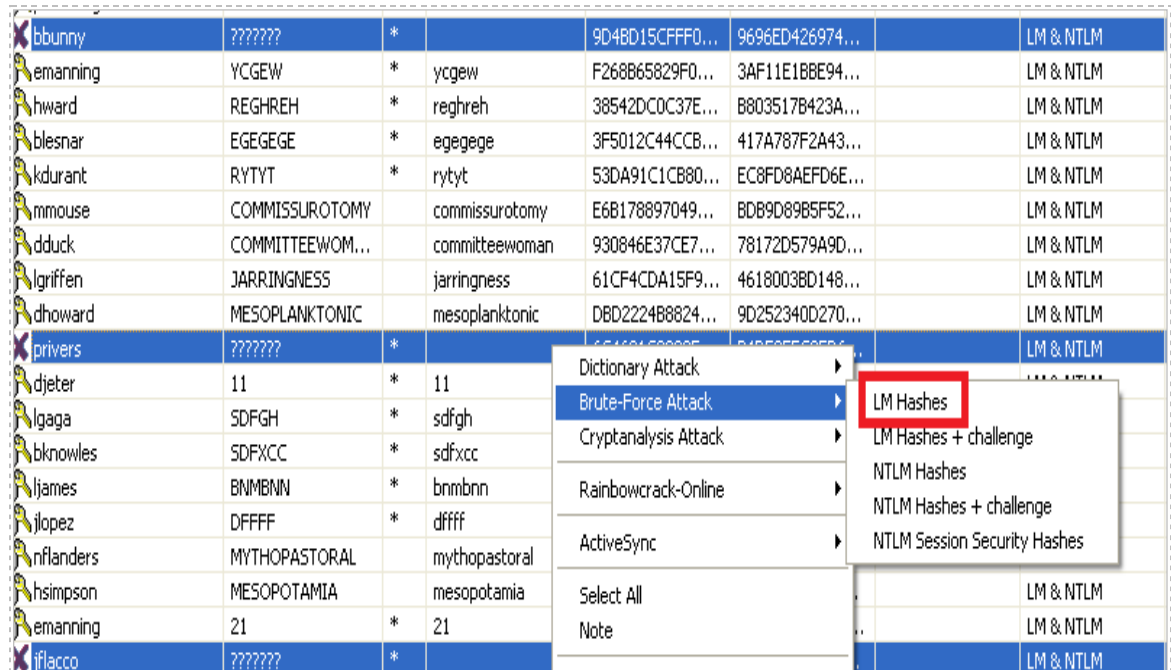 bbunny ??????? * 9D4BD15CFFF0... 9696ED426974... LM & NTLM
emanning YCGEW * ycgew F268B65829F0... 3AF11E1BBE94... LM & NTLM
hward REGHREH * reghreh 38542DC0C37E... B803517B423A... LM & NTLM
blesnar EGEGEGE * egegege 3F5012C44CCB... 417A787F2A43... LM & NTLM
kdurant RYTYT * rytyt 53DA91C1CB80... EC8FD8AEFD6E... LM & NTLM
mmouse COMMISSUROTOMY commissurotomy E6B178897049... BDB9D89B5F52... LM & NTLM
dduck COMMITTEEWOM... committeewoman 930846E37CE7... 78172D579A9D... LM & NTLM
lgriffen JARRINGNESS jarringness 61CF4CDA15F9... 4618003BD148... LM & NTLM
dhoward MESOPLANKTONIC mesoplanktonic DBD2224B8824... 9D252340D270... LM & NTLM
privers ??????? * LM & NTLM
djeter 11 * 11
lgaga SDFGH * sdfgh
bknowles SDFXCC * sdfxcc
ljames BNMBNN * bnmbnn
jlopez DFFFF * dffff
nflanders MYTHOPASTORAL mythopastoral
hsimpson MESOPOTAMIA mesopotamia LM & NTLM
emanning 21 * 21 LM & NTLM
jflacco ??????? * LM & NTLM
Dictionary Attack
Brute-Force Attack
Cryptanalysis Attack
Rainbowcrack-Online
ActiveSync
Select All
Note
LM Hashes
LM Hashes + challenge
NTLM Hashes
NTLM Hashes + challenge
NTLM Session Security Hashes